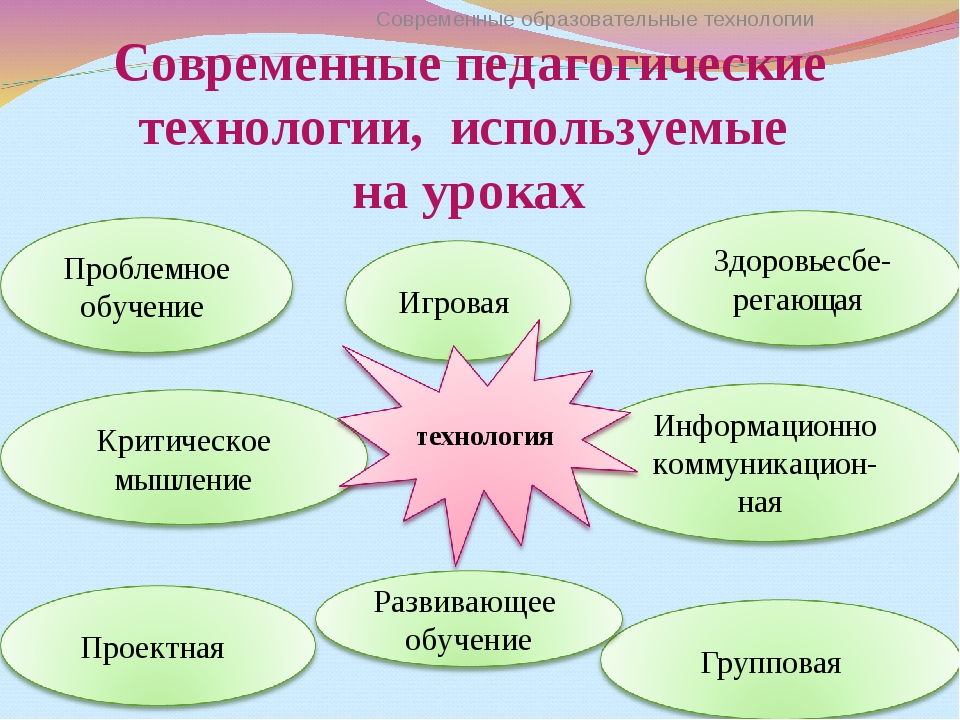 Современные образовательные технологии
Современные педагогические
технологии, используемые
на уроках
Проблемное
обучение
Игровая
Здоровьесбе-
регающая
Критическое
мышление
технология
Информационно
коммуникацион-
ная
Проектная
Развивающее
обучение
Групповая